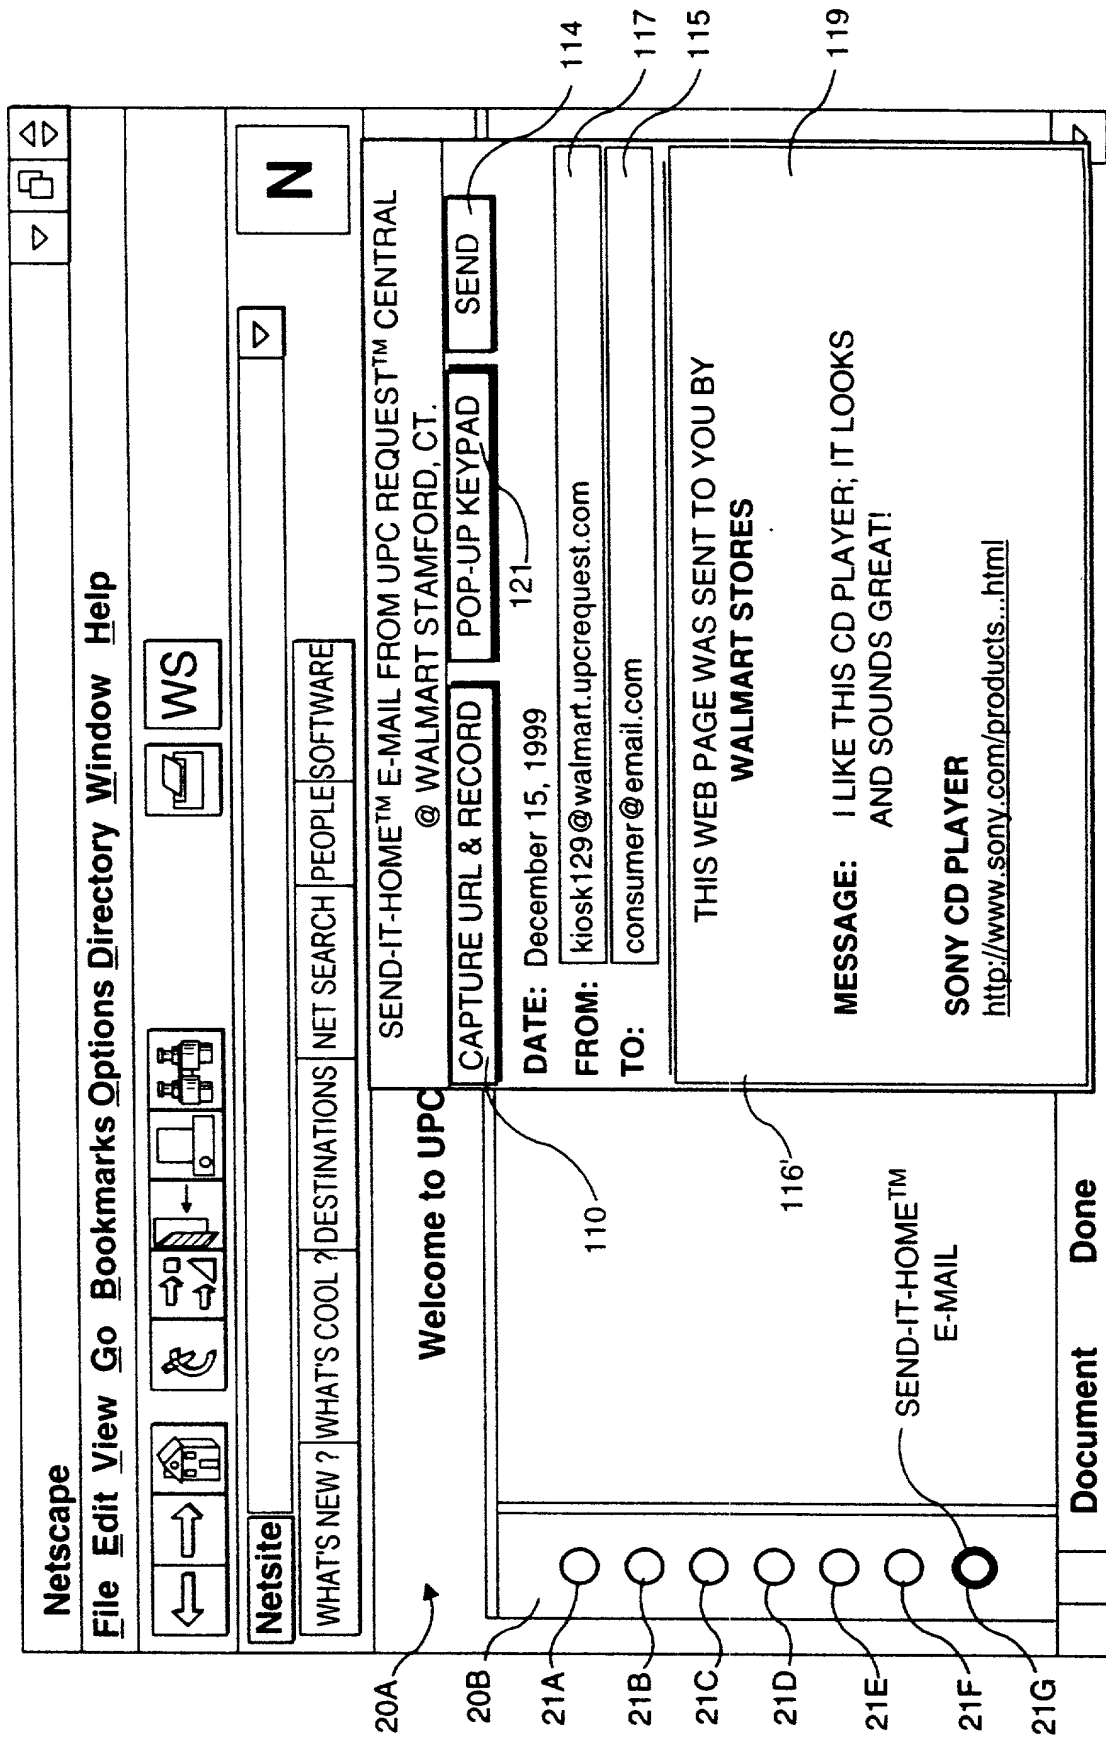 Netscape
File Edit View Go Bookmarks Options Directory Window Help
WS
Netsite
N
WHAT'S NEW ? WHAT'S COOL ? DESTINATIONS NET SEARCH PEOPLE SOFTWARE
Welcome to UPC
SEND-IT-HOME™ E-MAIL FROM UPC REQUEST™ CENTRAL
@ WALMART STAMFORD, CT.
CAPTURE URL & RECORD POP-UP KEYPAD SEND
DATE: December 15, 1999
FROM: kiosk129@walmart.upcrequest.com
TO: consumer@email.com
THIS WEB PAGE WAS SENT TO YOU BY
WALMART STORES
MESSAGE: I LIKE THIS CD PLAYER; IT LOOKS
AND SOUNDS GREAT!
SONY CD PLAYER
http://www.sony.com/products...html
SEND-IT-HOME™
E-MAIL
Document Done
20A
20B
21A
21B
21C
21D
21E
21F
21G
110
116'
121
114
117
115
119